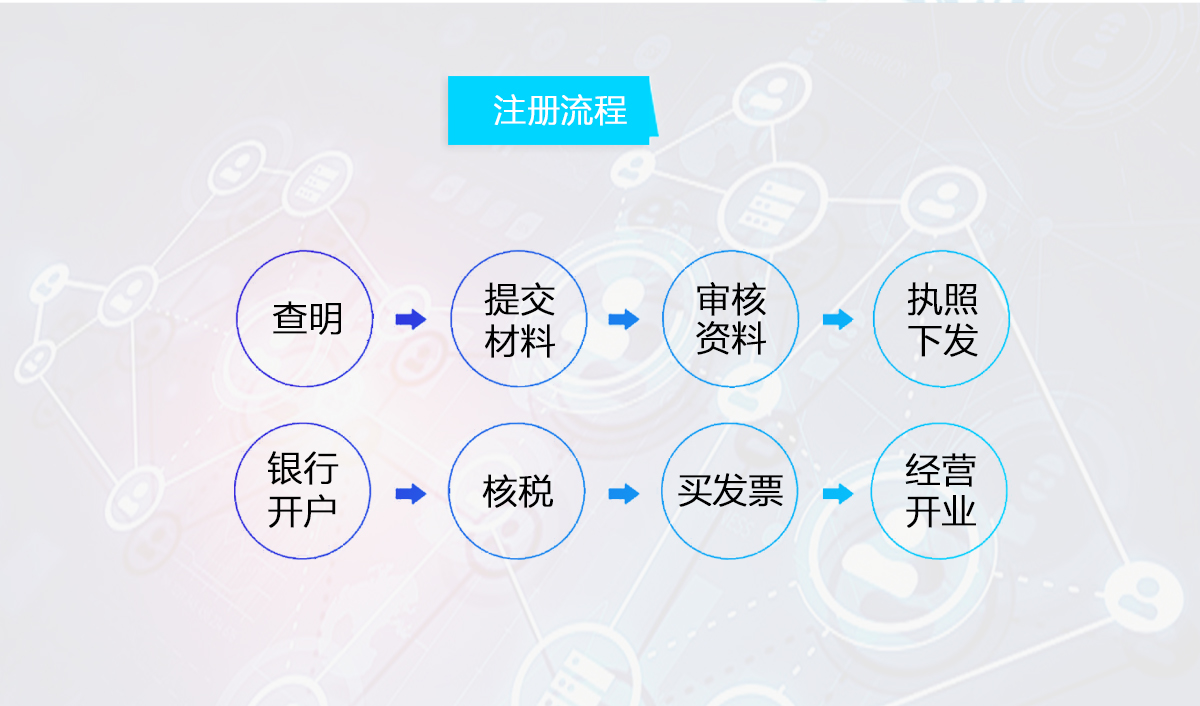 注册流程
查明
提交
材料
审核
资料
执照
下发
银行
开户
核税
买发票
经营
开业